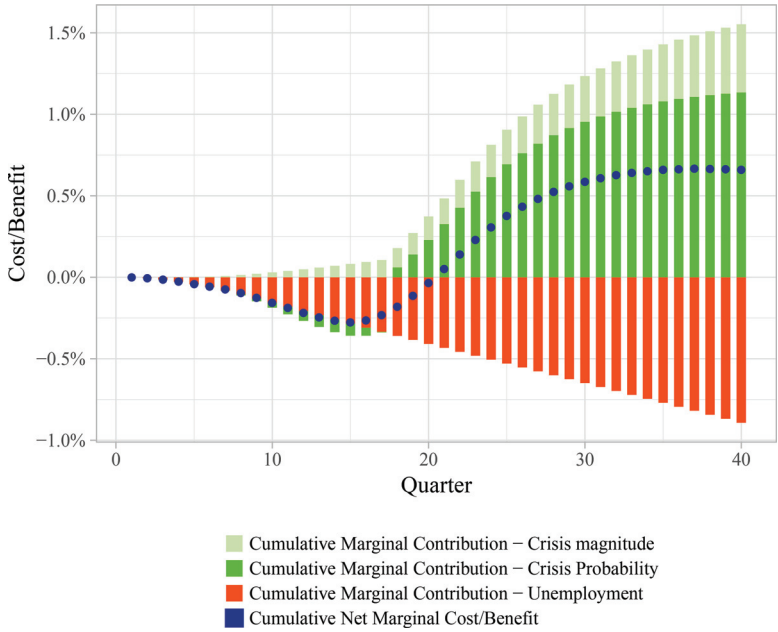 1.5%
1.0%
0.5%
0.0%
−0.5%
−1.0%
Cost/Benefit
0 10 20 30 40
Quarter
Cumulative Marginal Contribution − Crisis magnitude
Cumulative Marginal Contribution − Crisis Probability
Cumulative Marginal Contribution − Unemployment
Cumulative Net Marginal Cost/Benefit